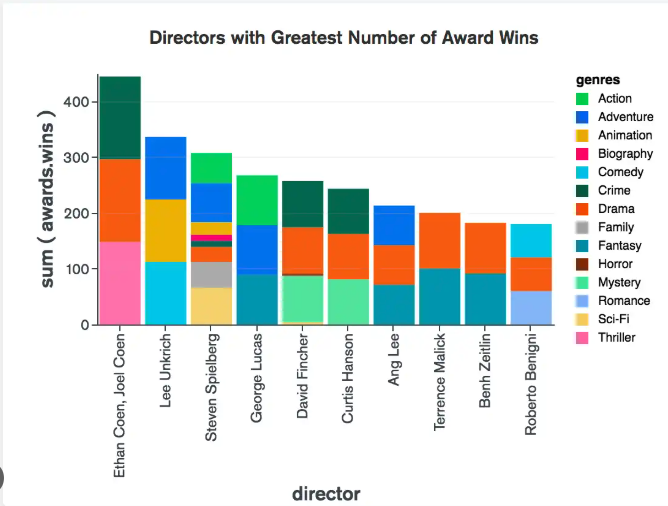 Directors with Greatest Number of Award Wins
sum ( awards.wins )
400
300
200
100
0
Ethan Coen, Joel Coen
Lee Unkrich
Steven Spielberg
George Lucas
David Fincher
Curtis Hanson
Ang Lee
Terrence Malick
Benh Zeitlin
Roberto Benigni
director
genres
Action
Adventure
Animation
Biography
Comedy
Crime
Drama
Family
Fantasy
Horror
Mystery
Romance
Sci-Fi
Thriller